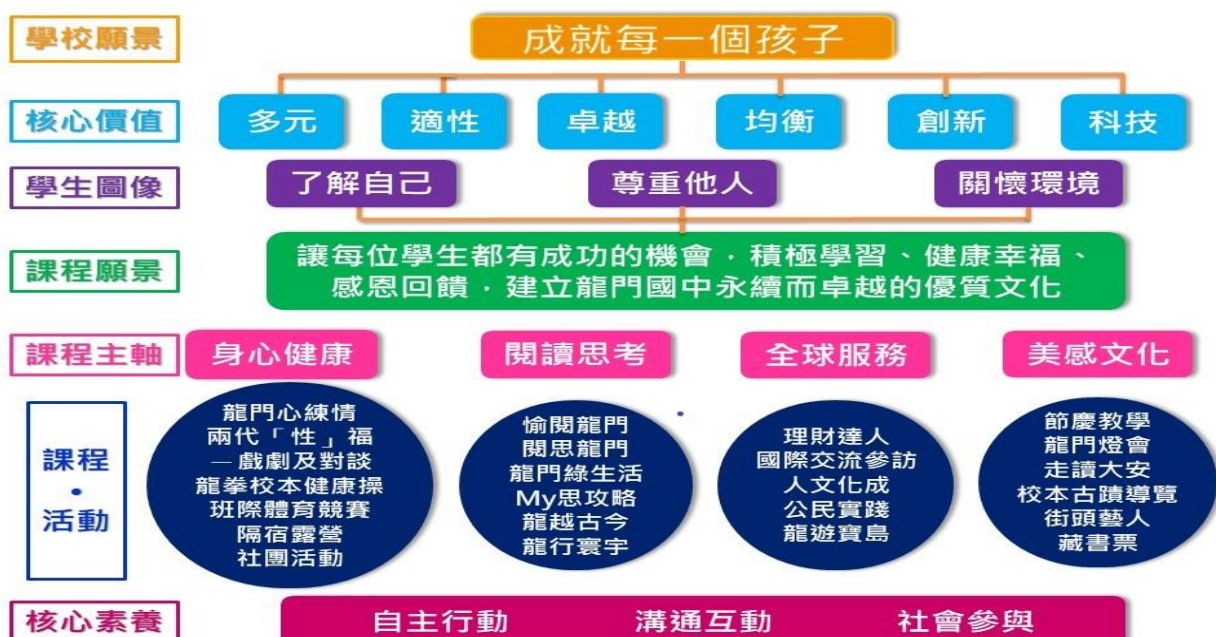 學校願景
成就每一個孩子
核心價值
多元
適性
卓越
均衡
創新
科技
學生圖像
了解自己
尊重他人
關懷環境
課程願景
讓每位學生都有成功的機會．積極學習、健康幸福、
感恩回饋．建立龍門國中永續而卓越的優質文化
課程主軸
身心健康
閱讀思考
全球服務
美感文化
課程
・
活動
龍門心練情
兩代「性」福
—戲劇及對談
龍拳校本健康操
班際體育競賽
隔宿露營
社團活動
愉閱龍門
閱思龍門
龍門綠生活
My思攻略
龍越古今
龍行寰宇
理財達人
國際交流參訪
人文化成
公民實踐
龍遊寶島
節慶教學
龍門燈會
走讀大安
校本古蹟導覽
街頭藝人
藏書票
核心素養
自主行動
溝通互動
社會參與